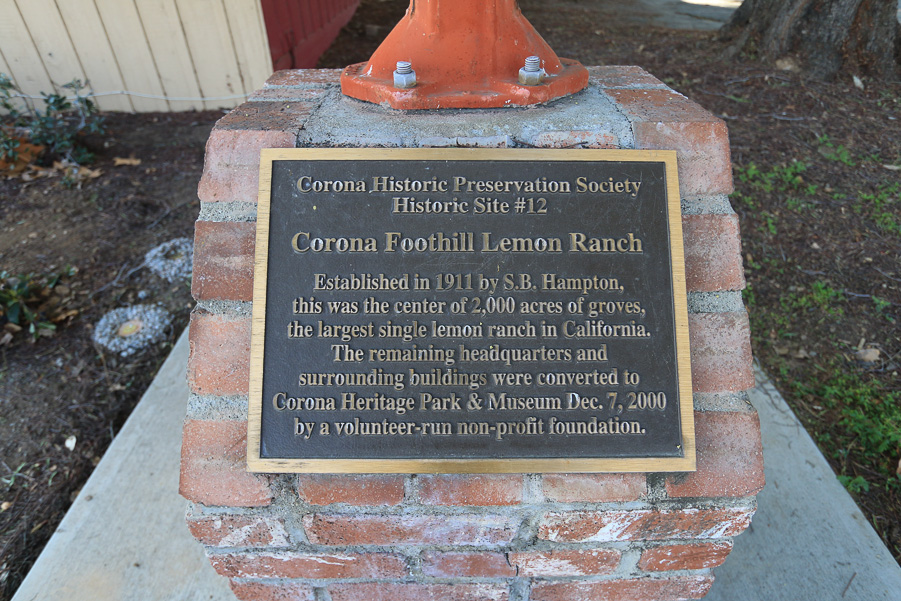 Corona Historic Preservation Society
Historic Site #12
Corona Foothill Lemon Ranch
Established in 1911 by S.B. Hampton,
this was the center of 2,000 acres of groves,
the largest single lemon ranch in California.
The remaining headquarters and
surrounding buildings were converted to
Corona Heritage Park & Museum Dec. 7, 2000
by a volunteer-run non-profit foundation.